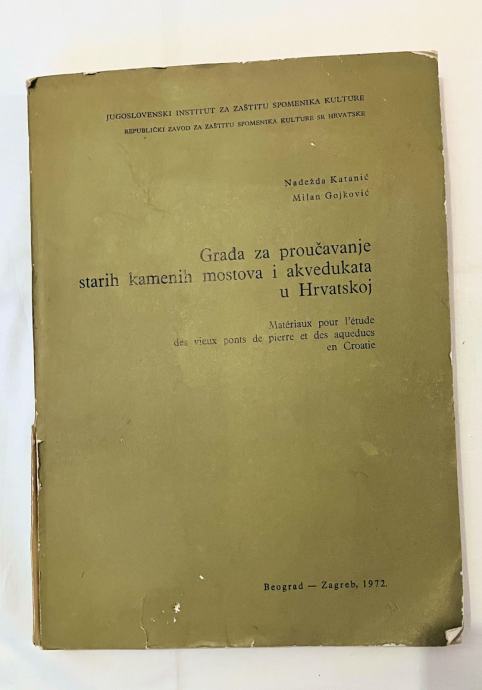 JUGOSLOVENSKI INSTITUT ZA ZAŠTITU SPOMENIKA KULTURE
REPUBLIČKI ZAVOD ZA ZAŠTITU SPOMENIKA KULTURE SR HRVATSKE
Nadežda Katanić
Milan Gojković
Građa za proučavanje
starih kamenih mostova i akvedukata
u Hrvatskoj
Matériaux pour l'étude
des vieux ponts de pierre et des aqueducs
en Croatie
Beograd — Zagreb, 1972.